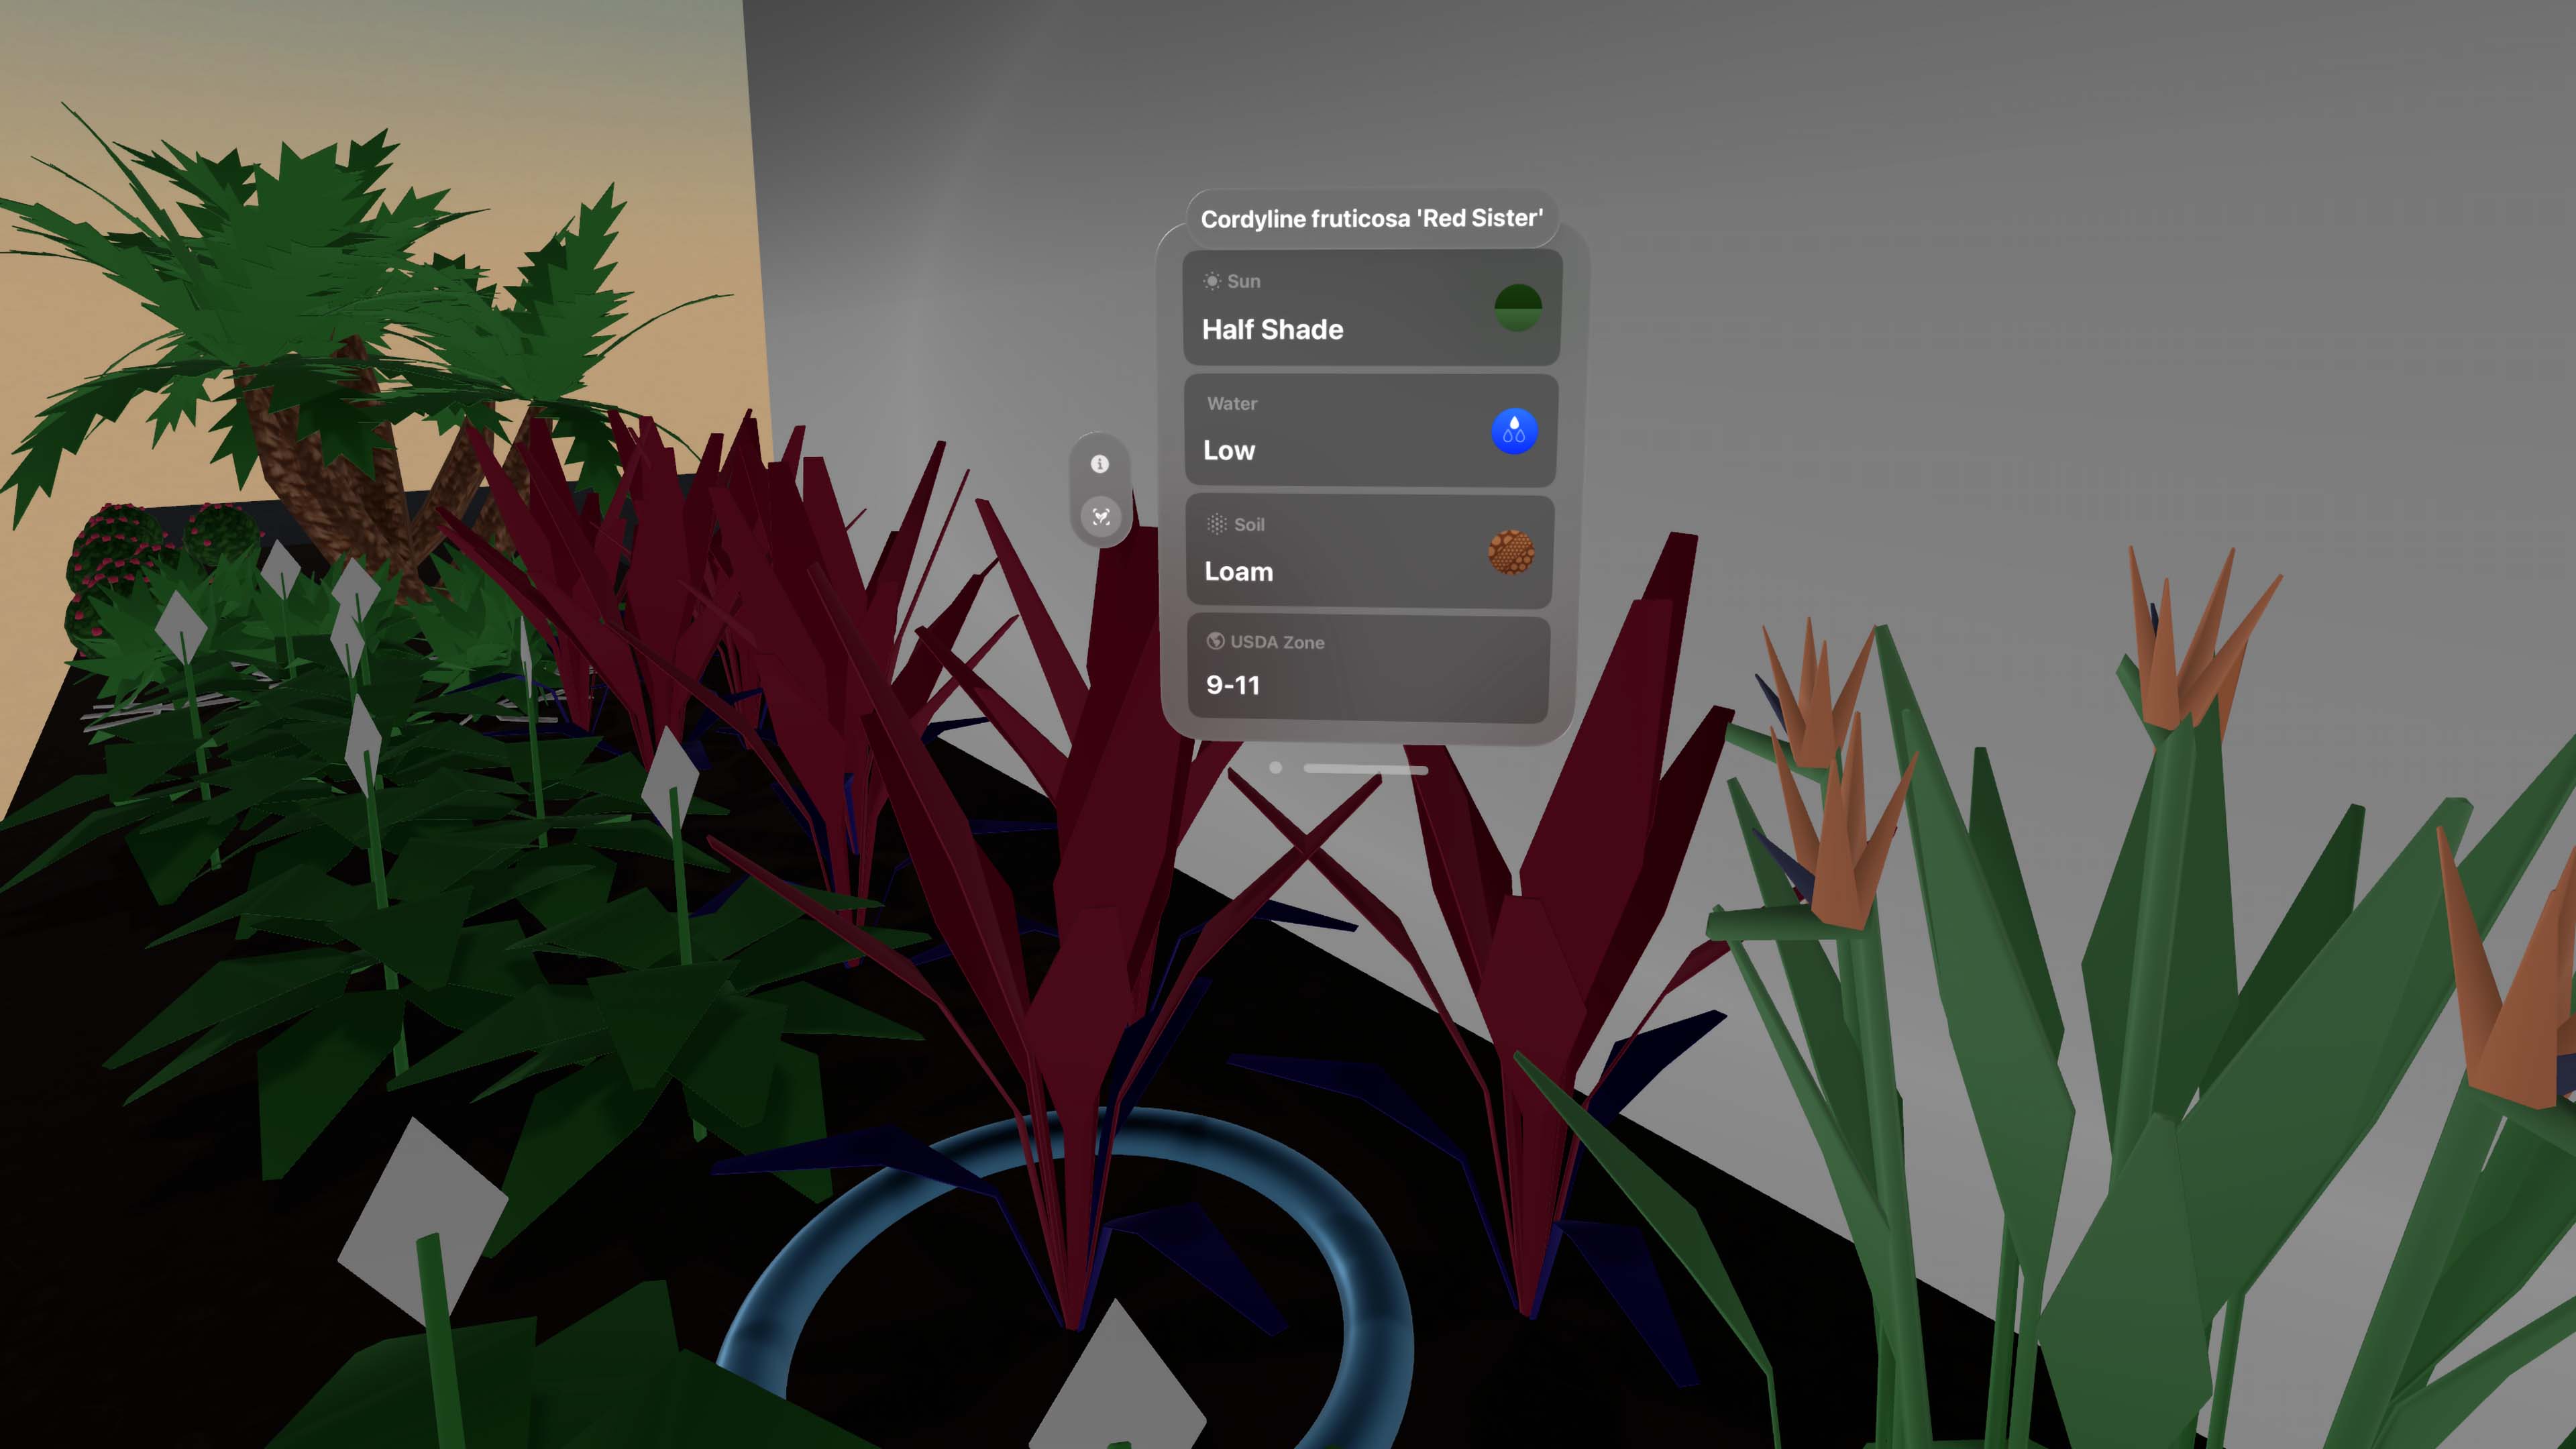 Cordyline fruticosa 'Red Sister'
Sun
Half Shade
Water
Low
Soil
Loam
USDA Zone
9-11